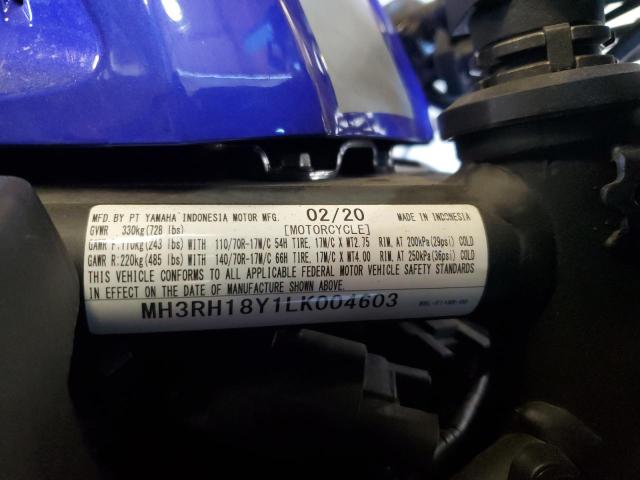 MFD. BY PT YAMAHA INDONESIA MOTOR MFG. 02/20 MADE IN INDONESIA
GVWR : 330kg(728 lbs) [MOTORCYCLE]
GAWR F:110kg(243 lbs) WITH 110/70R-17M/C 54H TIRE, 17M/C X MT2.75 RIM, AT 200kPa(29psi) COLD
GAWR R:220kg(485 lbs) WITH 140/70R-17M/C 66H TIRE, 17M/C X MT4.00 RIM, AT 250kPa(36psi) COLD
THIS VEHICLE CONFORMS TO ALL APPLICABLE FEDERAL MOTOR VEHICLE SAFETY STANDARDS
IN EFFECT ON THE DATE OF MANUFACTURE SHOWN ABOVE.
MH3RH18Y1LK004603